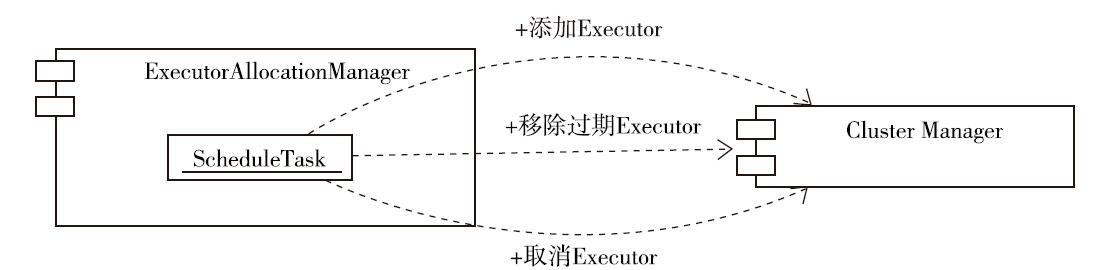 +添加Executor
ExecutorAllocationManager
+移除过期Executor
Cluster Manager
ScheduleTask
+取消Executor